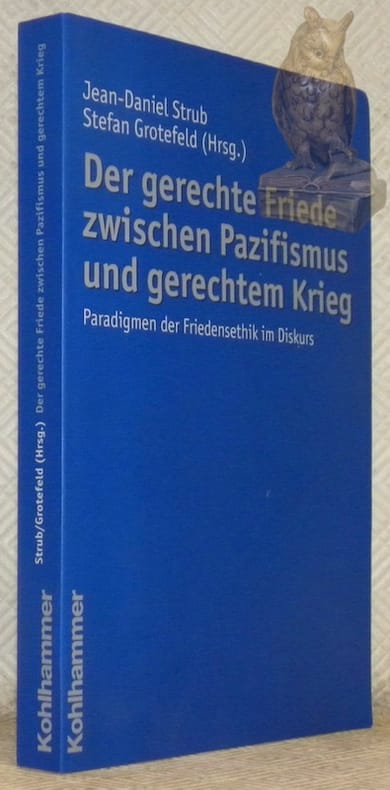 Jean-Daniel Strub
Stefan Grotefeld (Hrsg.)
Der gerechte Friede
zwischen Pazifismus
und gerechtem Krieg
Paradigmen der Friedensethik im Diskurs
Kohlhammer
Strub/Grotefeld (Hrsg.) Der gerechte Friede zwischen Pazifismus und gerechtem Krieg
Kohlhammer